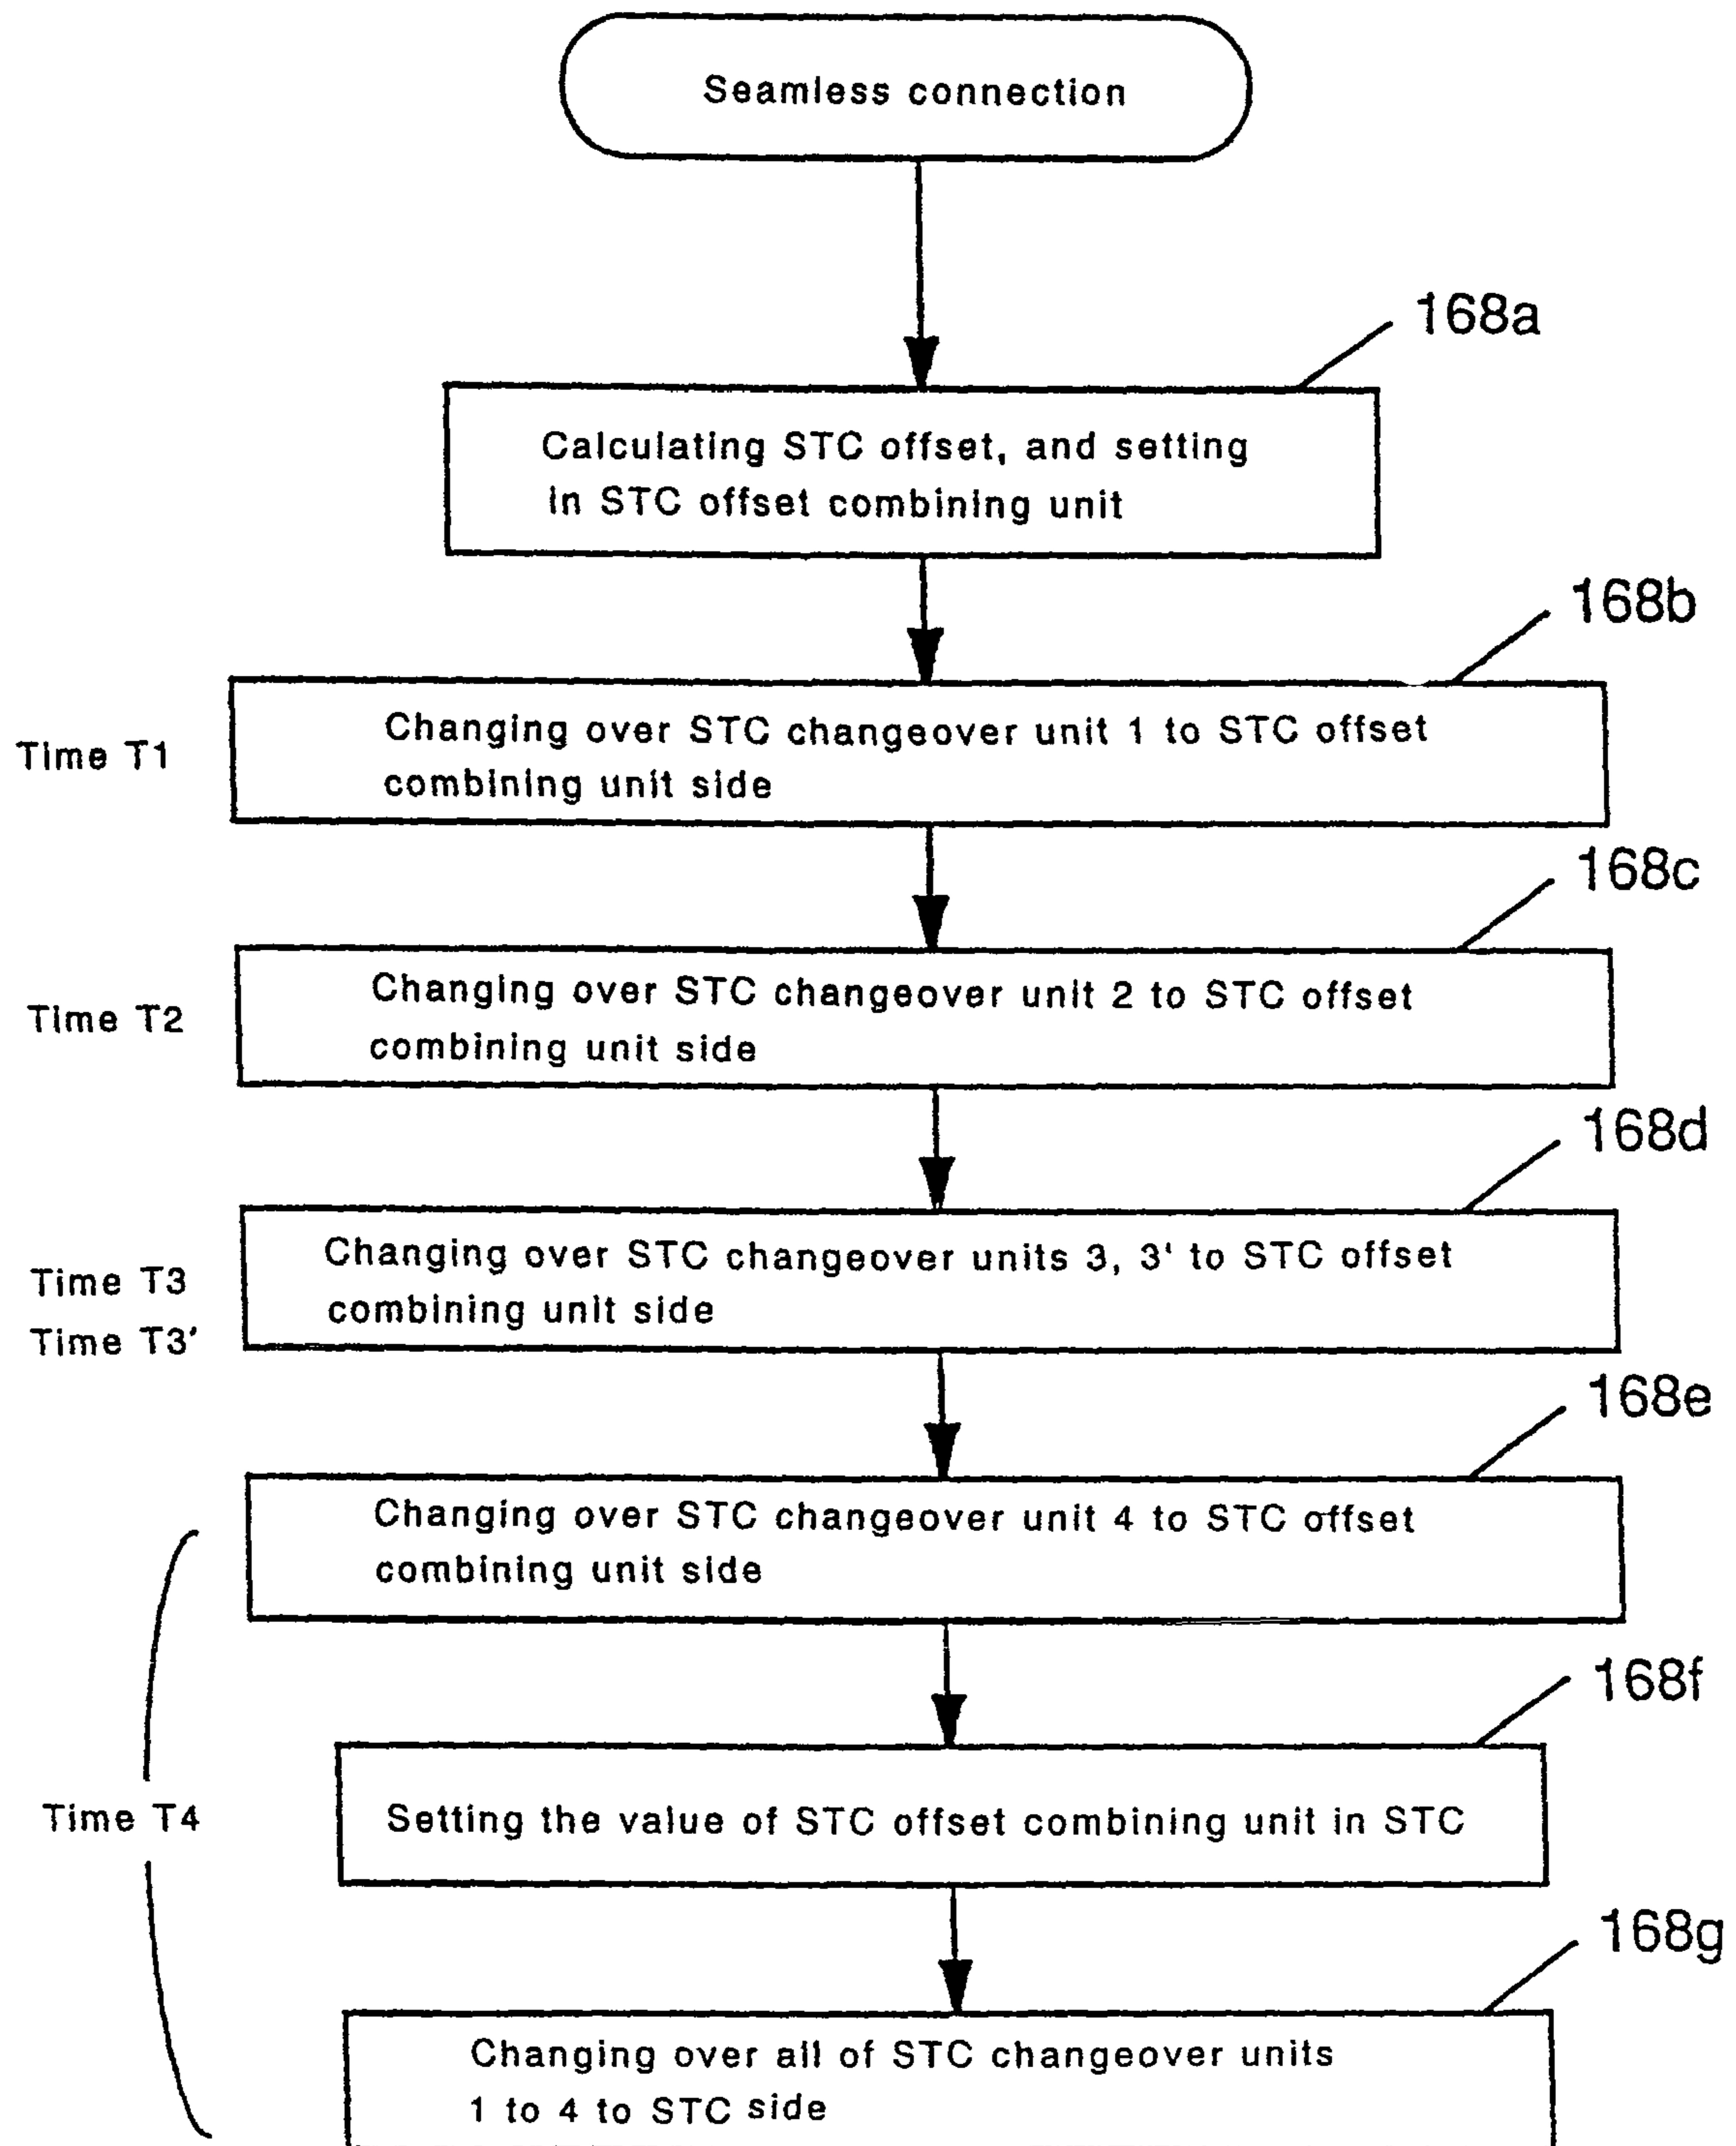 Seamless connection
168a
Calculating STC offset, and setting
in STC offset combining unit
168b
Time T1
Changing over STC changeover unit 1 to STC offset
combining unit side
168c
Time T2
Changing over STC changeover unit 2 to STC offset
combining unit side
168d
Time T3
Time T3'
Changing over STC changeover units 3, 3' to STC offset
combining unit side
168e
Changing over STC changeover unit 4 to STC offset
combining unit side
168f
Time T4
Setting the value of STC offset combining unit in STC
168g
Changing over all of STC changeover units
1 to 4 to STC side